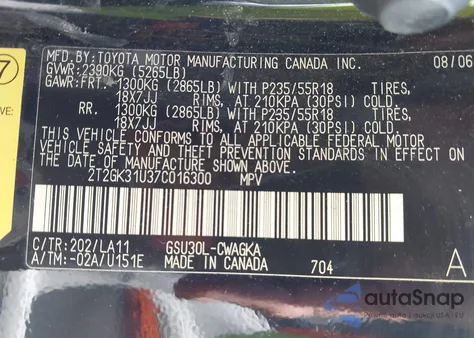 7
MFD. BY: TOYOTA MOTOR MANUFACTURING CANADA INC. 08/06
GVWR: 2390KG (5265LB)
GAWR: FRT. 1300KG (2865LB) WITH P235/55R18 TIRES,
18X7JJ RIMS, AT 210KPA (30PSI) COLD.
RR. 1300KG (2865LB) WITH P235/55R18 TIRES,
18X7JJ RIMS, AT 210KPA (30PSI) COLD.
THIS VEHICLE CONFORMS TO ALL APPLICABLE FEDERAL MOTOR
VEHICLE SAFETY AND THEFT PREVENTION STANDARDS IN EFFECT ON
THE DATE OF MANUFACTURE SHOWN ABOVE.
2T2GK31U37C016300 MPV
C/TR: 202/LA11 GSU30L-CWAGKA
A/TM: -02A/U151E MADE IN CANADA 704 A
autoSnap